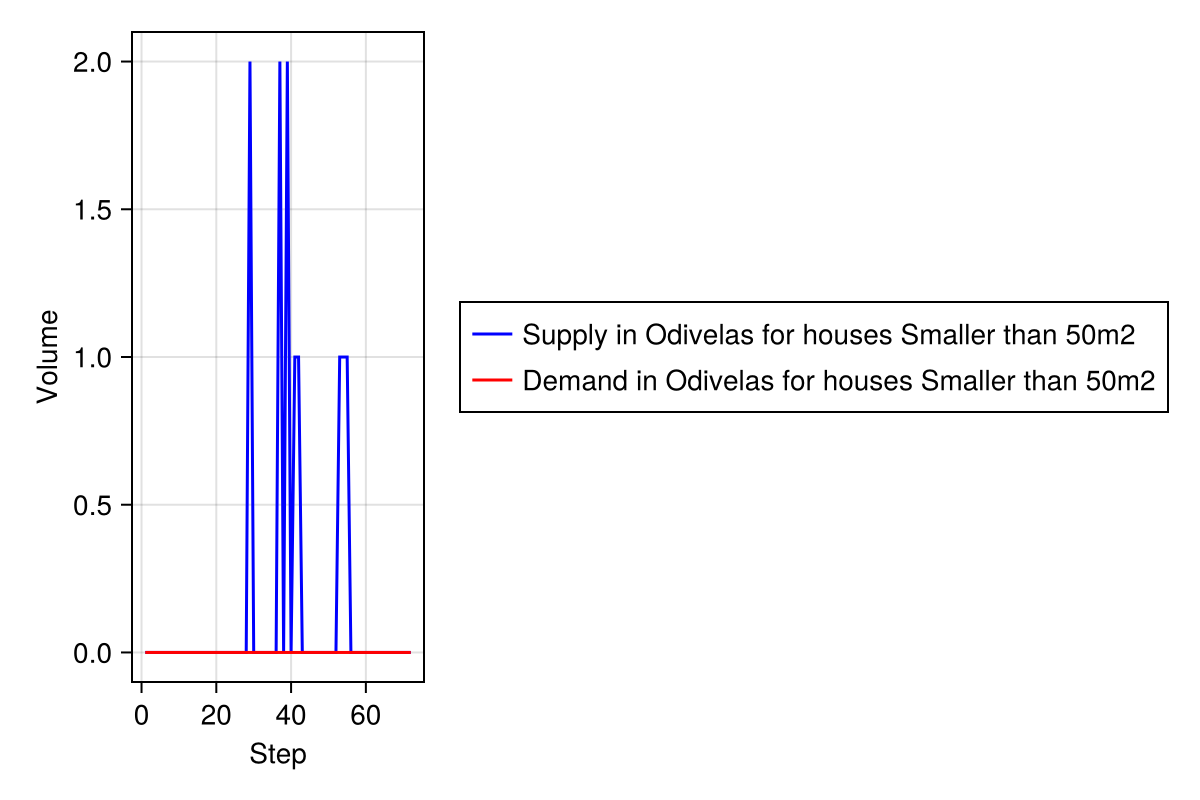 2.0
1.5
1.0
0.5
0.0
Volume
0 20 40 60
Step
Supply in Odivelas for houses Smaller than 50m2
Demand in Odivelas for houses Smaller than 50m2